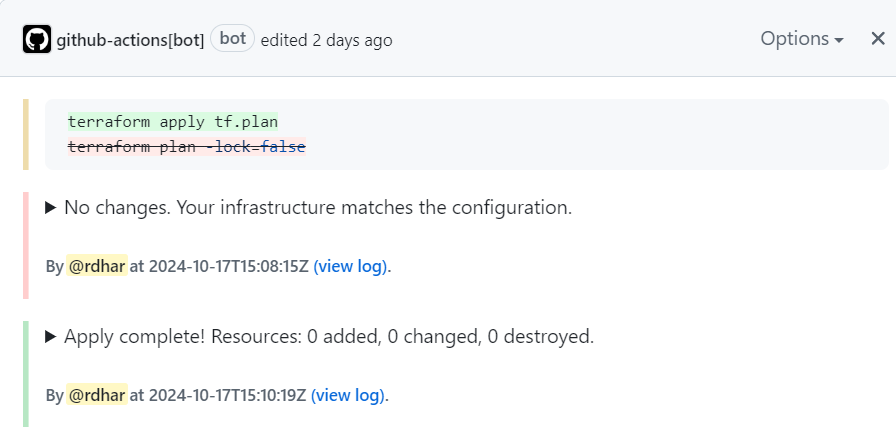 github-actions[bot] bot edited 2 days ago Options
terraform apply tf.plan
terraform plan -lock=false
No changes. Your infrastructure matches the configuration.
By @rdhar at 2024-10-17T15:08:15Z (view log).
Apply complete! Resources: 0 added, 0 changed, 0 destroyed.
By @rdhar at 2024-10-17T15:10:19Z (view log).